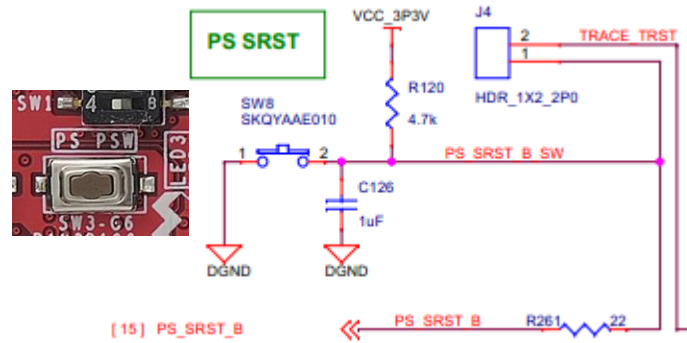 PS SRST
VCC_3P3V
J4
2
TRACE_TRST
1
R120
4.7k
HDR_1X2_2P0
SW8
SKQYAAE010
1
2
PS_SRST_B_SW
C126
1uF
DGND
DGND
[ 15 ] PS_SRST_B
PS_SRST_B
R261
22
SW1
4
B
PS PSW
LED3
SW3-G6